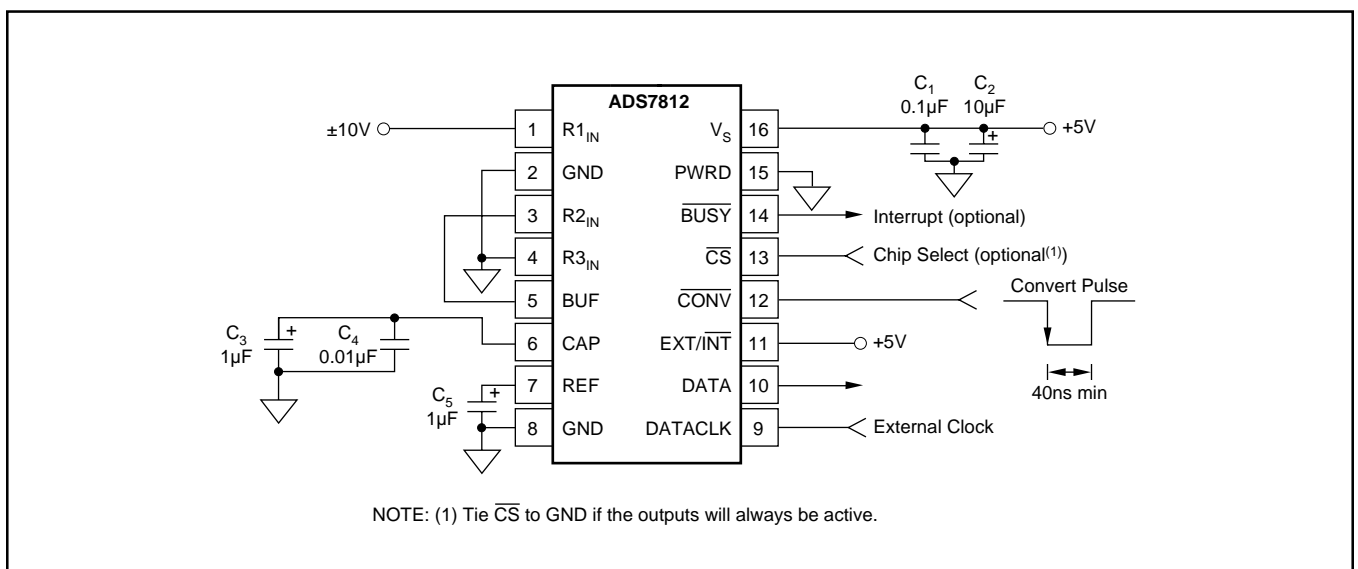 ADS7812
±10V
1 R1IN
2 GND
3 R2IN
4 R3IN
5 BUF
6 CAP
7 REF
8 GND
VS 16
PWRD 15
BUSY 14
CS 13
CONV 12
EXT/INT 11
DATA 10
DATACLK 9
C1
0.1µF
C2
10µF
+
+5V
Interrupt (optional)
Chip Select (optional(1))
Convert Pulse
40ns min
+5V
External Clock
C3
1µF
+
C4
0.01µF
C5
1µF
+
NOTE: (1) Tie CS to GND if the outputs will always be active.